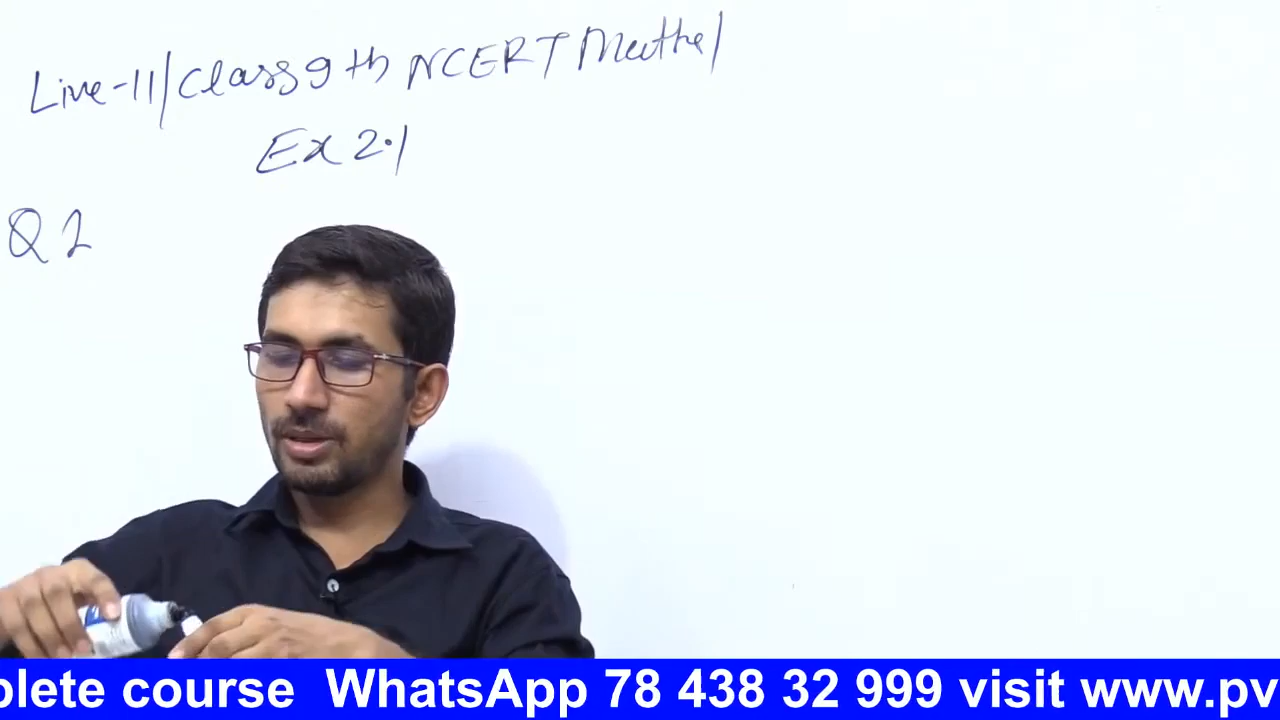 Live-11/Class 9th NCERT Maths/
Ex 2.1
Q 2
plete course WhatsApp 78 438 32 999 visit www.pv